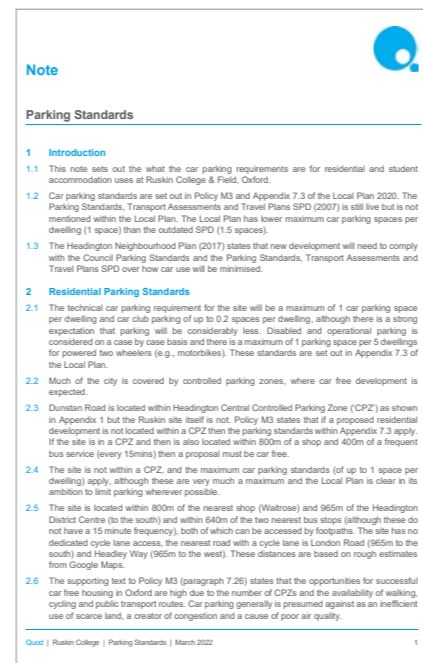 Note
Parking Standards
1 Introduction
1.1 This note sets out the what the car parking requirements are for residential and student
accommodation uses at Ruskin College & Field, Oxford.
1.2 Car parking standards are set out in Policy M3 and Appendix 7.3 of the Local Plan 2020. The
Parking Standards, Transport Assessments and Travel Plans SPD (2007) is still live but is not
mentioned within the Local Plan. The Local Plan has lower maximum car parking spaces per
dwelling (1 space) than the outdated SPD (1.5 spaces).
1.3 The Headington Neighbourhood Plan (2017) states that new development will need to comply
with the Council Parking Standards and the Parking Standards, Transport Assessments and
Travel Plans SPD over how car use will be minimised.
2 Residential Parking Standards
2.1 The technical car parking requirement for the site will be a maximum of 1 car parking space
per dwelling and car club parking of up to 0.2 spaces per dwelling, although there is a strong
expectation that parking will be considerably less. Disabled and operational parking is
considered on a case by case basis and there is a maximum of 1 parking space per 5 dwellings
for powered two wheelers (e.g., motorbikes). These standards are set out in Appendix 7.3 of
the Local Plan.
2.2 Much of the city is covered by controlled parking zones, where car free development is
expected.
2.3 Dunstan Road is located within Headington Central Controlled Parking Zone ('CPZ') as shown
in Appendix 1 but the Ruskin site itself is not. Policy M3 states that if a proposed residential
development is not located within a CPZ then the parking standards within Appendix 7.3 apply.
If the site is in a CPZ and then is also located within 800m of a shop and 400m of a frequent
bus service (every 15mins) then a proposal must be car free.
2.4 The site is not within a CPZ, and the maximum car parking standards (of up to 1 space per
dwelling) apply, although these are very much a maximum and the Local Plan is clear in its
ambition to limit parking wherever possible.
2.5 The site is located within 800m of the nearest shop (Waitrose) and 965m of the Headington
District Centre (to the south) and within 640m of the two nearest bus stops (although these do
not have a 15 minute frequency), both of which can be accessed by footpaths. The site has no
dedicated cycle lane access, the nearest road with a cycle lane is London Road (965m to the
south) and Headley Way (965m to the west). These distances are based on rough estimates
from Google Maps.
2.6 The supporting text to Policy M3 (paragraph 7.26) states that the opportunities for successful
car free housing in Oxford are high due to the number of CPZs and the availability of walking,
cycling and public transport routes. Car parking generally is presumed against as an inefficient
use of scarce land, a creator of congestion and a cause of poor air quality.
Quod | Ruskin College | Parking Standards | March 2022 1